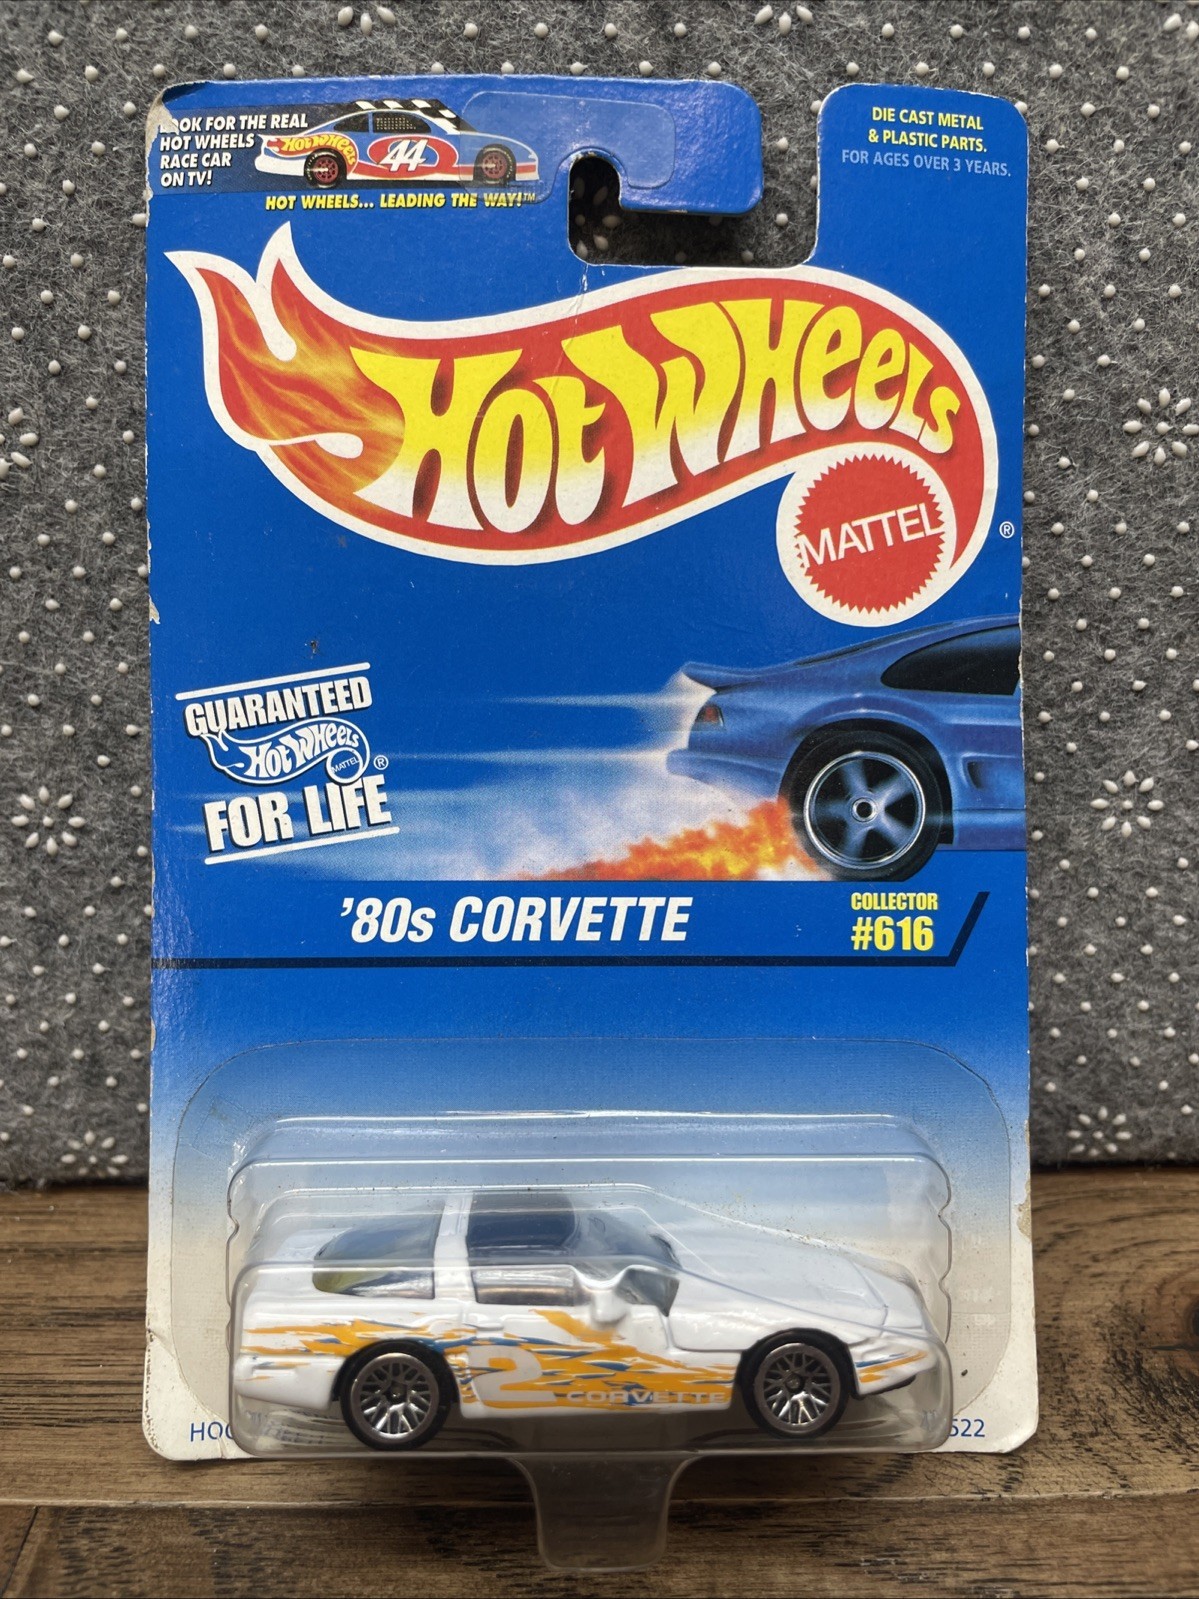 LOOK FOR THE REAL
HOT WHEELS
RACE CAR
ON TV!
HOT WHEELS
44
HOT WHEELS... LEADING THE WAY!™
DIE CAST METAL
& PLASTIC PARTS.
FOR AGES OVER 3 YEARS.
HOT WHEELS
MATTEL
®
GUARANTEED
HOT WHEELS
MATTEL ®
FOR LIFE
'80s CORVETTE
COLLECTOR
#616
2
CORVETTE